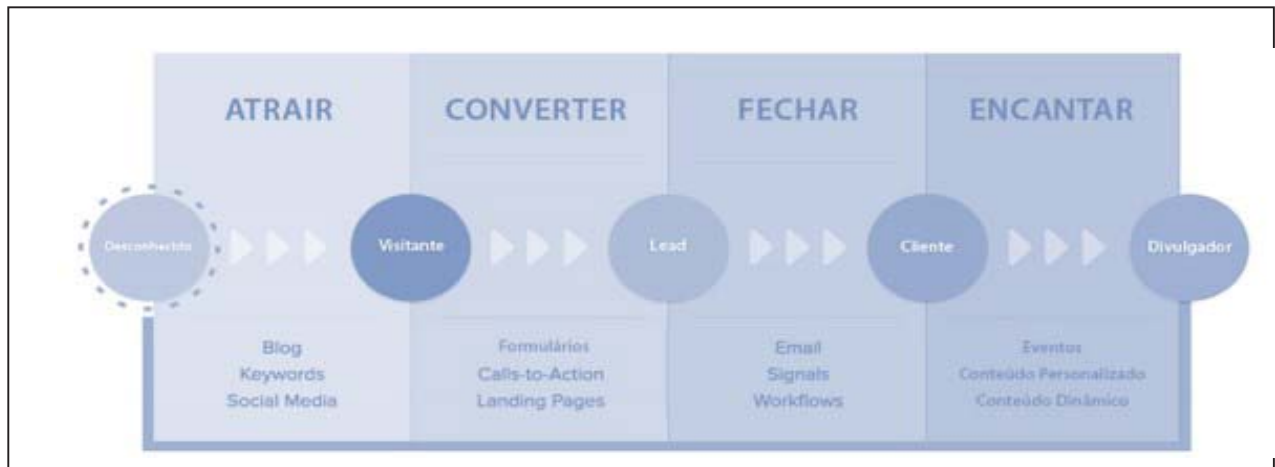 ATRAIR
CONVERTER
FECHAR
ENCANTAR
Desconhecido
Visitante
Lead
Cliente
Divulgador
Blog
Keywords
Social Media
Formulários
Calls-to-Action
Landing Pages
Email
Signals
Workflows
Eventos
Conteúdo Personalizado
Conteúdo Dinâmico